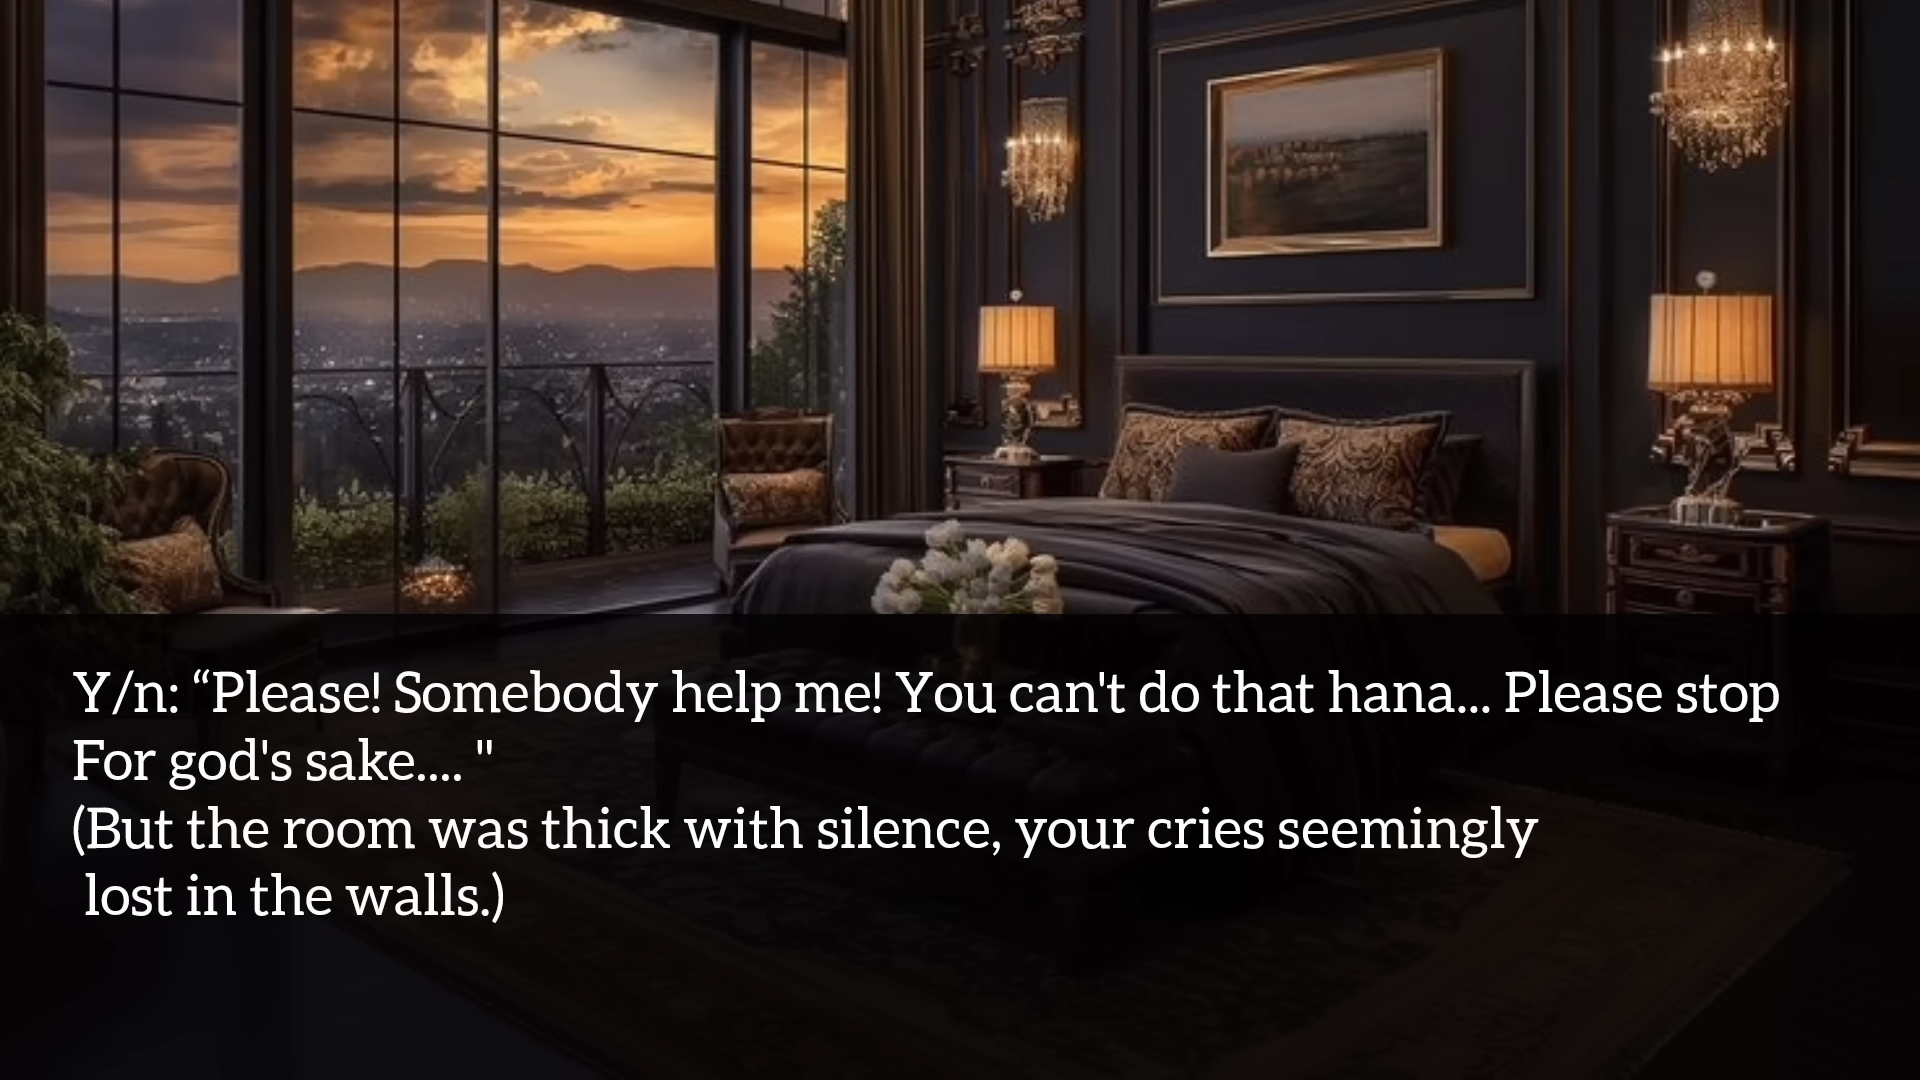 Y/n: “Please! Somebody help me! You can't do that hana... Please stop
For god's sake.... "
(But the room was thick with silence, your cries seemingly
lost in the walls.)